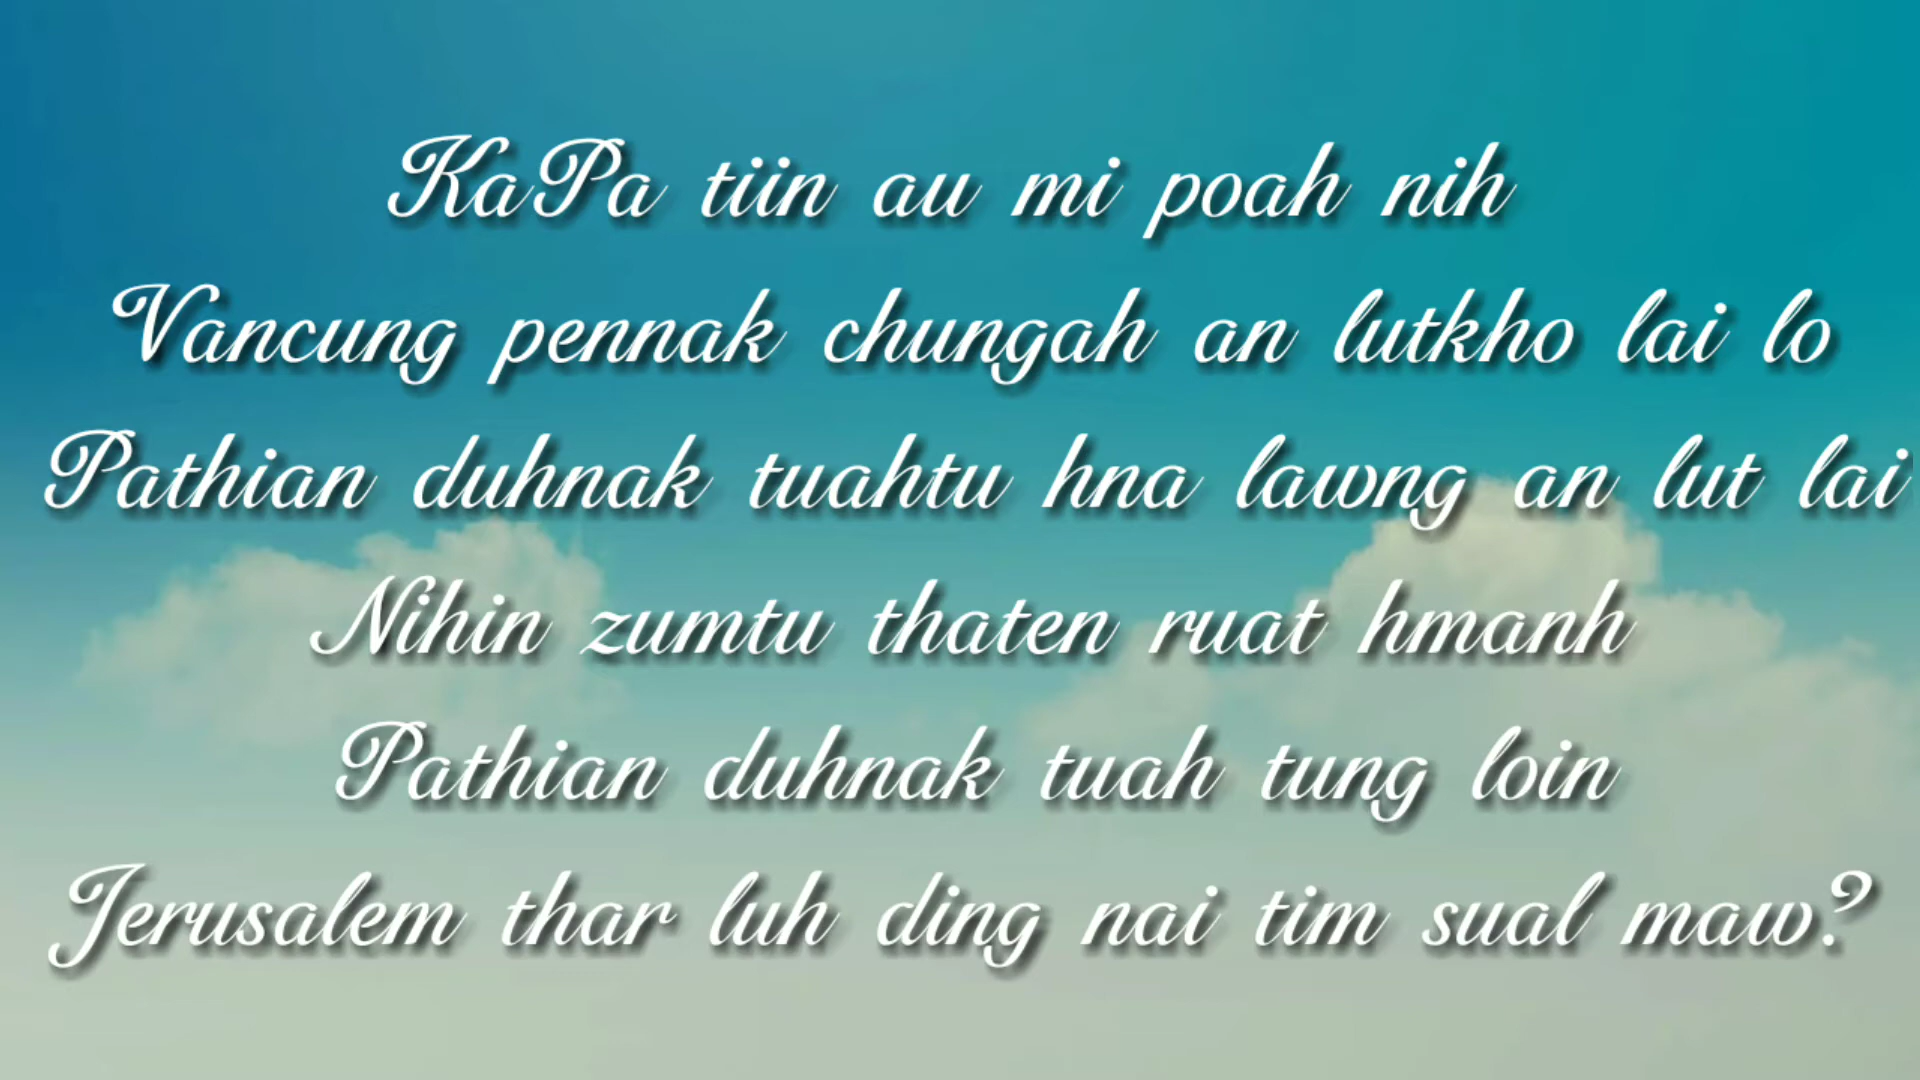 KaPa tiin au mi poah nih
Vancung pennak chungah an lutkho lai lo
Pathian duhnak tuahtu hna lawng an lut lai
Nihin zumtu thaten ruat hmanh
Pathian duhnak tuah tung loin
Jerusalem thar luh ding nai tim sual maw?